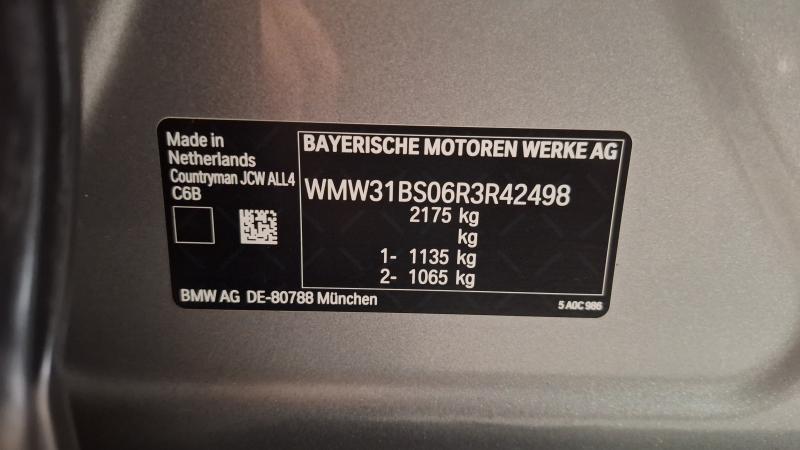 Made in
Netherlands
Countryman JCW ALL4
C6B
BAYERISCHE MOTOREN WERKE AG
WMW31BS06R3R42498
2175 kg
kg
1- 1135 kg
2- 1065 kg
BMW AG DE-80788 München
5 A0C 986